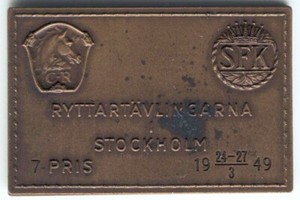 SFK
RYTTARTÄVLINGARNA
I
STOCKHOLM
7 PRIS 19 24-27/3 49